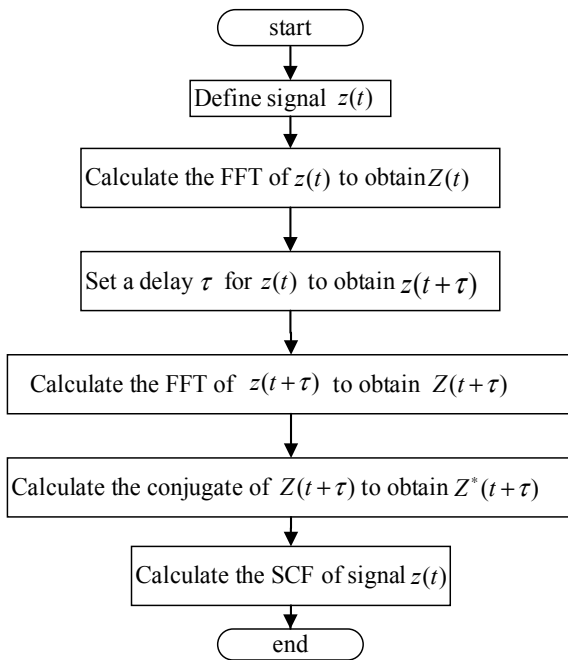 start
Define signal z(t)
Calculate the FFT of z(t) to obtain Z(t)
Set a delay τ for z(t) to obtain z(t+τ)
Calculate the FFT of z(t+τ) to obtain Z(t+τ)
Calculate the conjugate of Z(t+τ) to obtain Z*(t+τ)
Calculate the SCF of signal z(t)
end